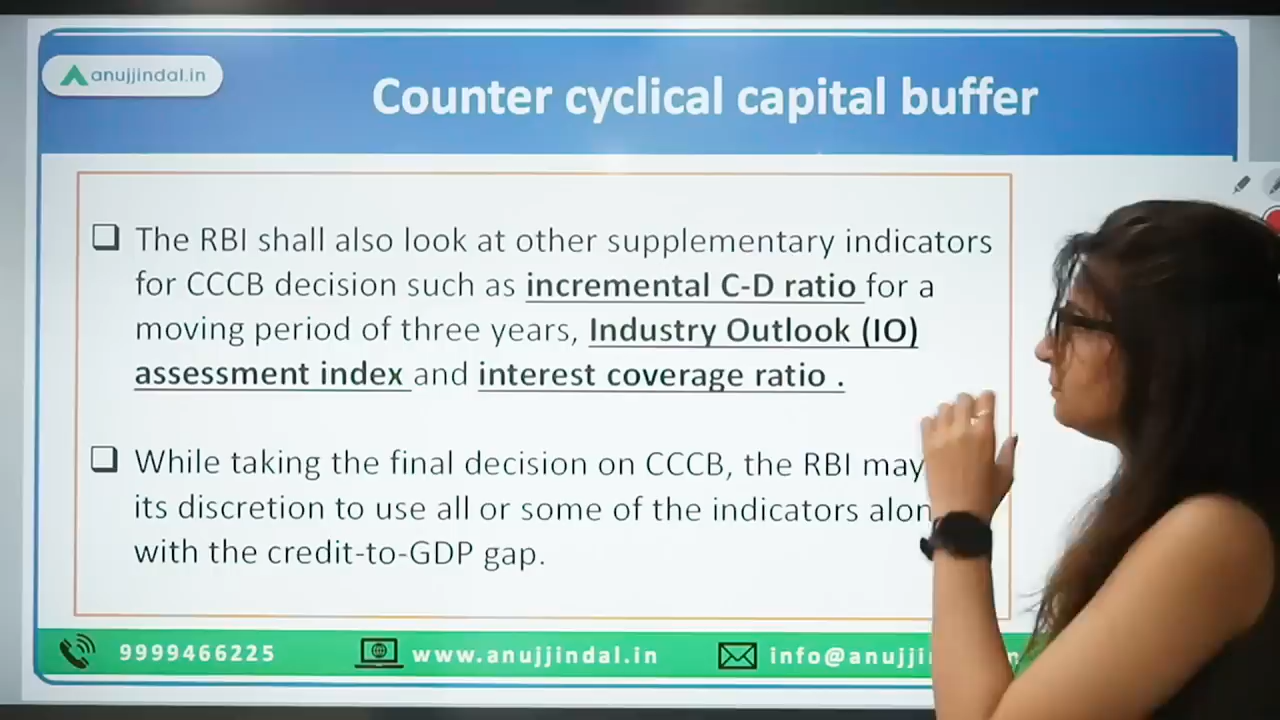 anujjindal.in
Counter cyclical capital buffer
The RBI shall also look at other supplementary indicators
for CCCB decision such as incremental C-D ratio for a
moving period of three years, Industry Outlook (IO)
assessment index and interest coverage ratio .
While taking the final decision on CCCB, the RBI may
its discretion to use all or some of the indicators alon
with the credit-to-GDP gap.
9999466225
www.anujjindal.in
info@anujji